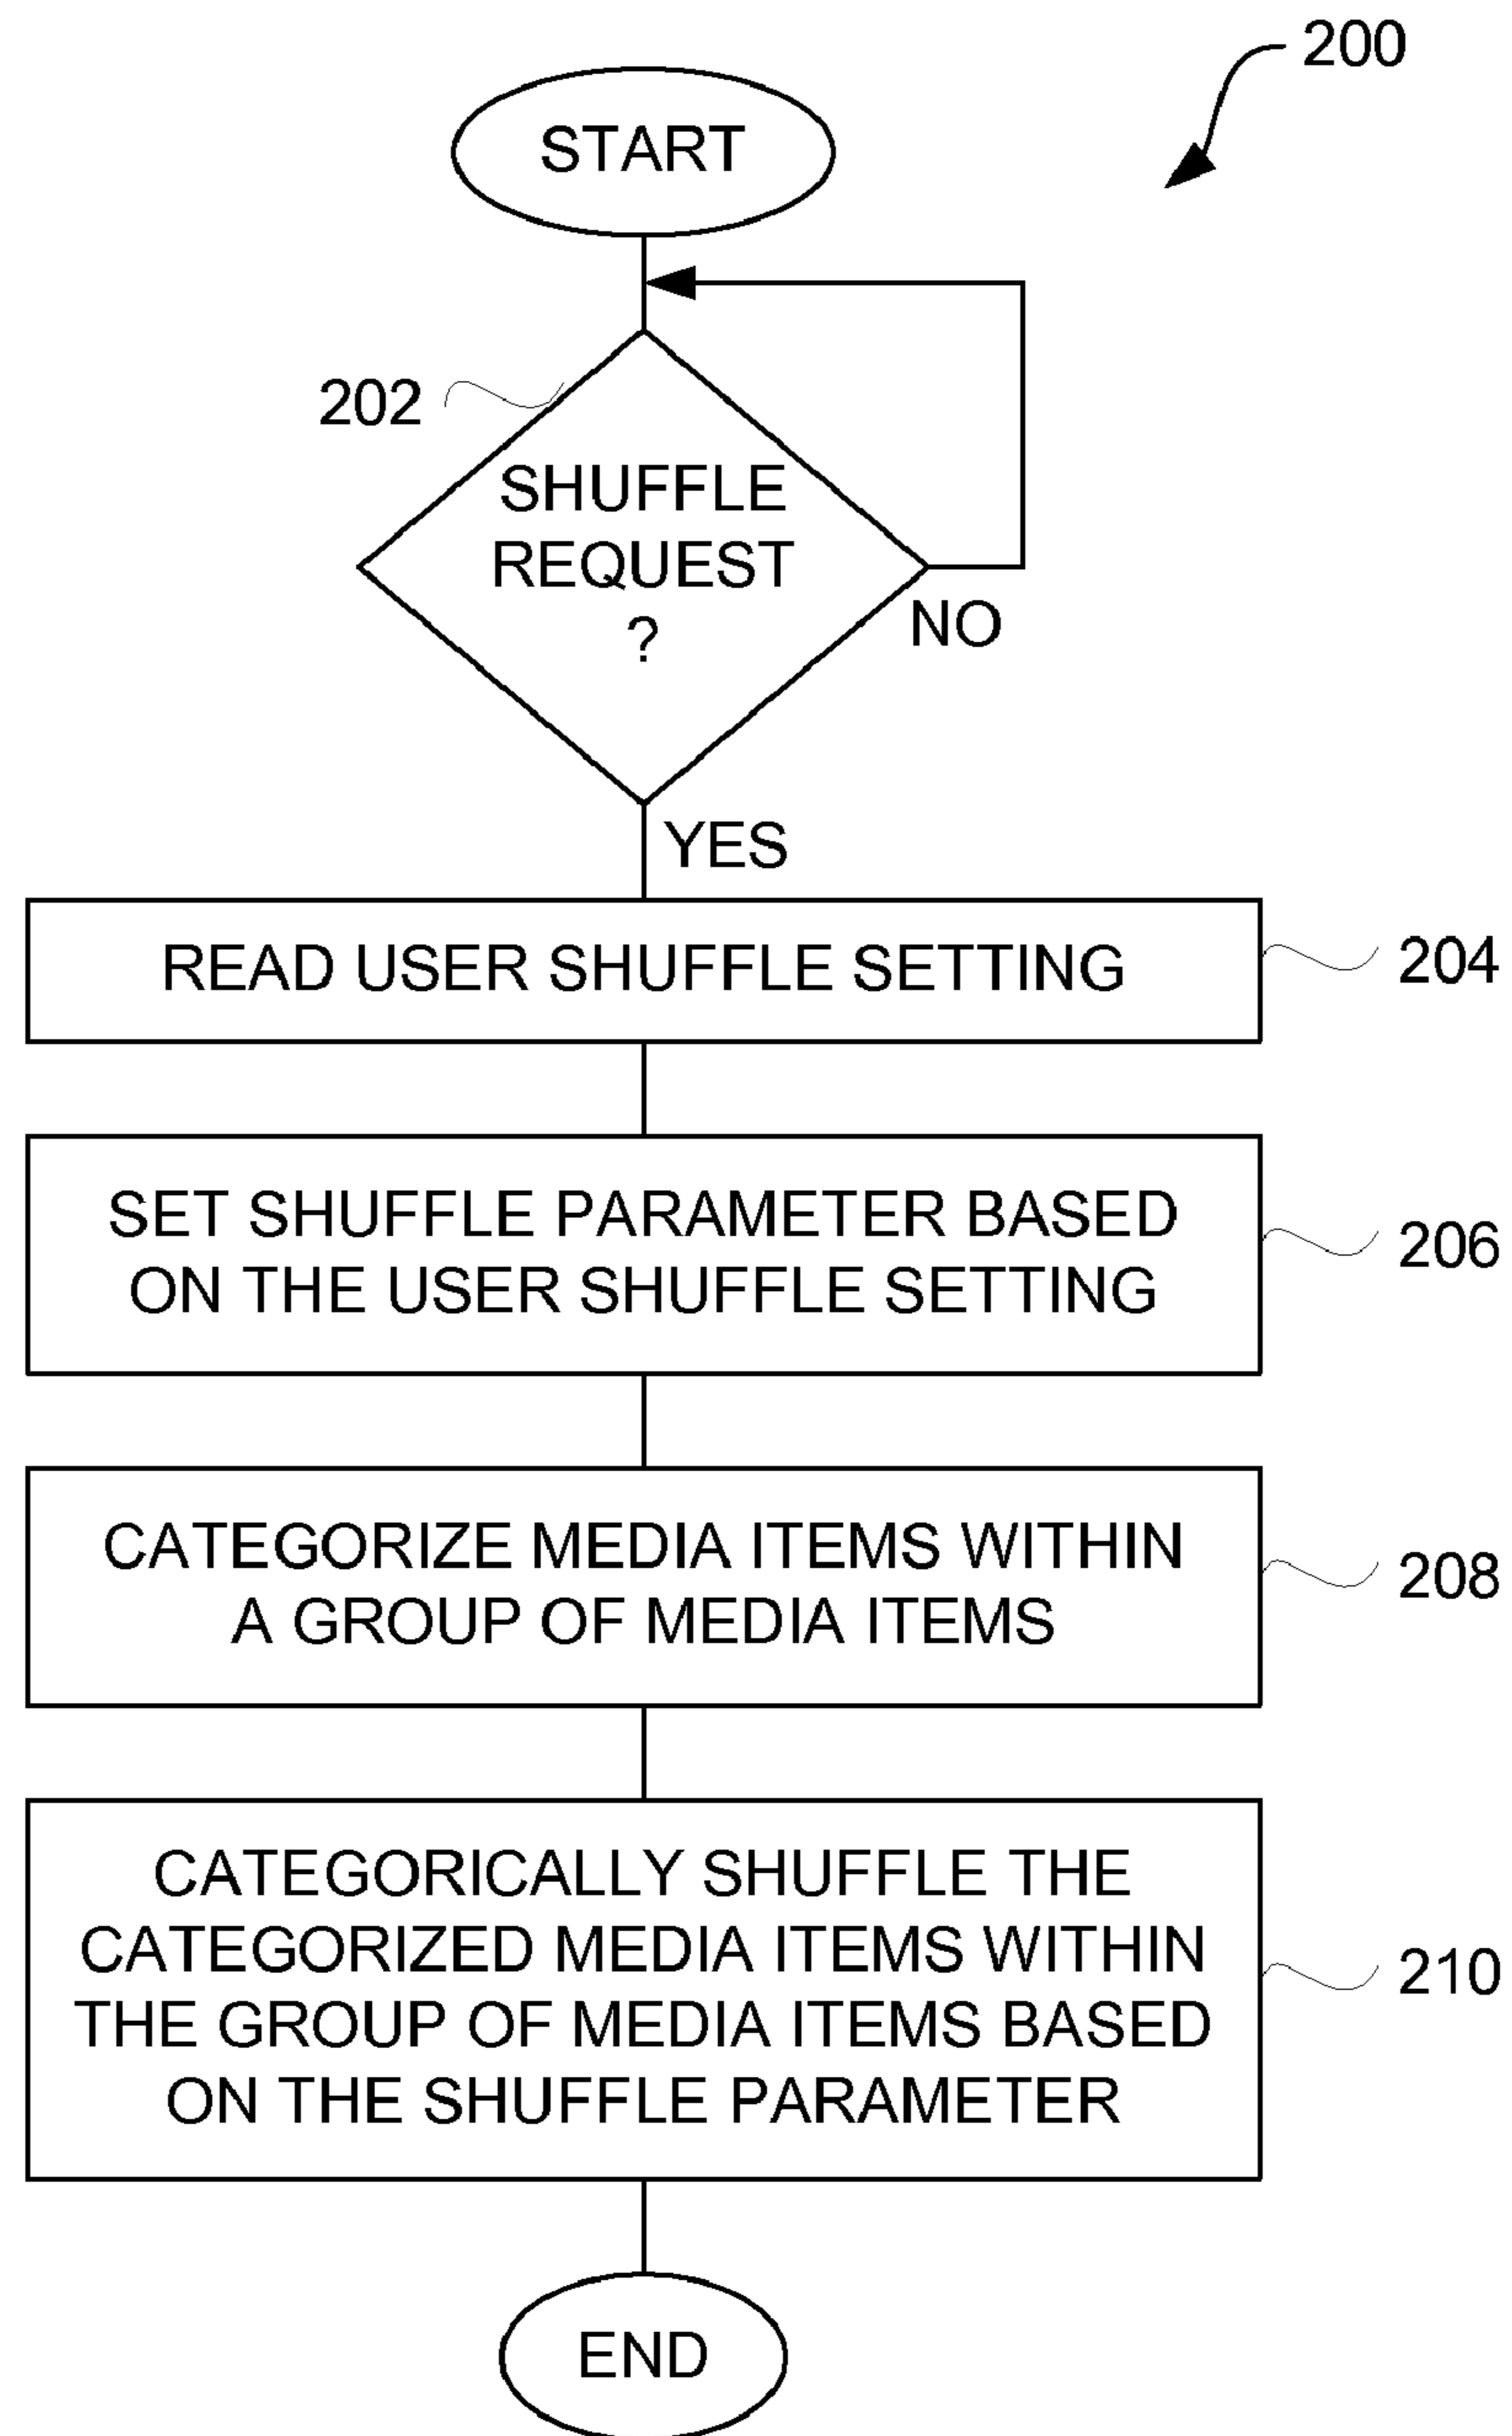 200
START
202
SHUFFLE
REQUEST
?
NO
YES
READ USER SHUFFLE SETTING
204
SET SHUFFLE PARAMETER BASED
ON THE USER SHUFFLE SETTING
206
CATEGORIZE MEDIA ITEMS WITHIN
A GROUP OF MEDIA ITEMS
208
CATEGORICALLY SHUFFLE THE
CATEGORIZED MEDIA ITEMS WITHIN
THE GROUP OF MEDIA ITEMS BASED
ON THE SHUFFLE PARAMETER
210
END